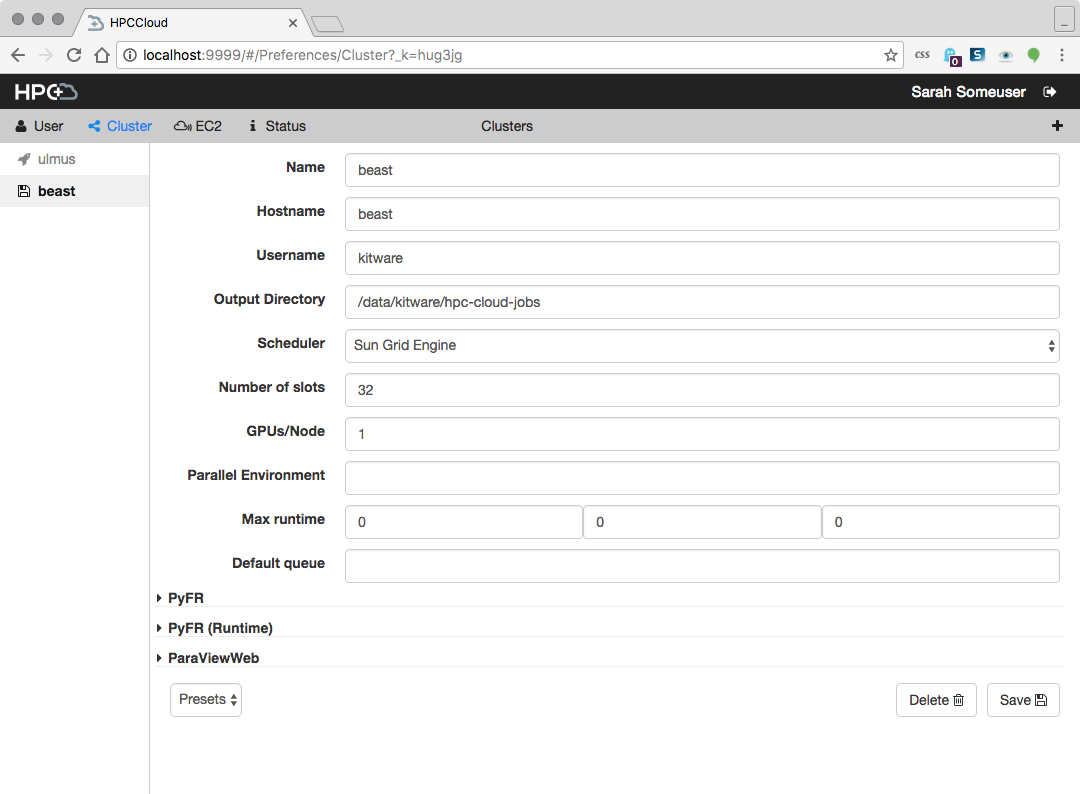 HPCCloud
localhost:9999/#/Preferences/Cluster?_k=hug3jg
css
0
S
HPC
Sarah Someuser
User
Cluster
EC2
Status
Clusters
ulmus
beast
Name
beast
Hostname
beast
Username
kitware
Output Directory
/data/kitware/hpc-cloud-jobs
Scheduler
Sun Grid Engine
Number of slots
32
GPUs/Node
1
Parallel Environment
Max runtime
0
0
0
Default queue
PyFR
PyFR (Runtime)
ParaViewWeb
Presets
Delete
Save